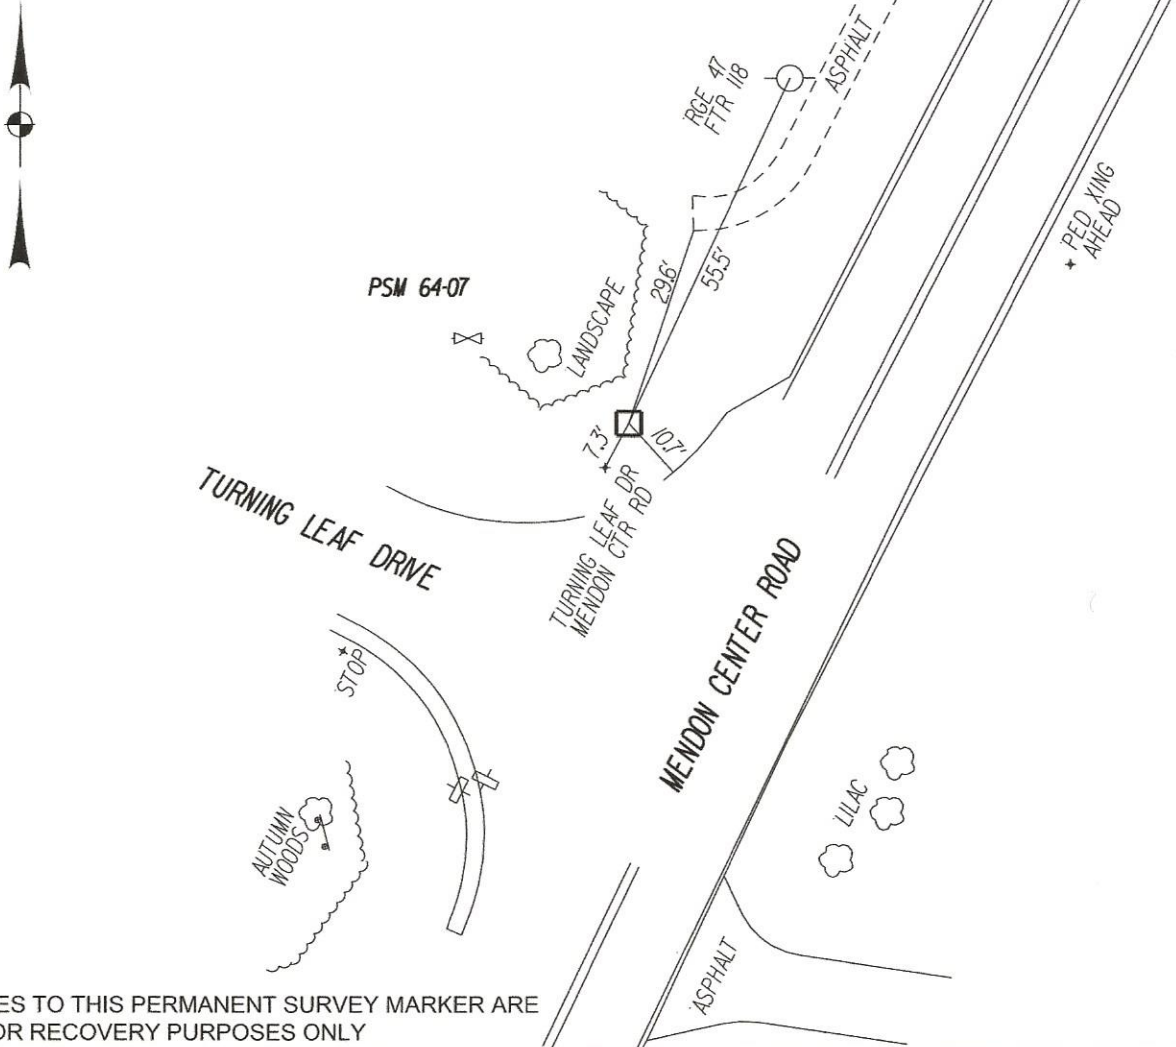 'RGE 47
FTR 118
ASPHALT
'PED XING
AHEAD'
PSM 64-07
'LANDSCAPE
29.6'
55.5'
7.3'
10.7'
TURNING LEAF DRIVE
TURNING LEAF DR
MENDON CTR RD
MENDON CENTER ROAD
'STOP'
'LILAC
AUTUMN
WOODS
'ASPHALT
ES TO THIS PERMANENT SURVEY MARKER ARE
OR RECOVERY PURPOSES ONLY